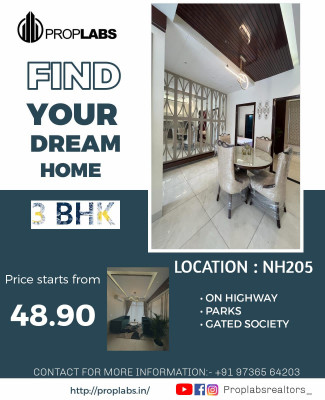 PROPLABS
FIND
YOUR
DREAM
HOME
3 BHK
LOCATION : NH205
Price starts from
48.90
• ON HIGHWAY
• PARKS
• GATED SOCIETY
CONTACT FOR MORE INFORMATION:- +91 97365 64203
http://proplabs.in/
Proplabsrealtors_